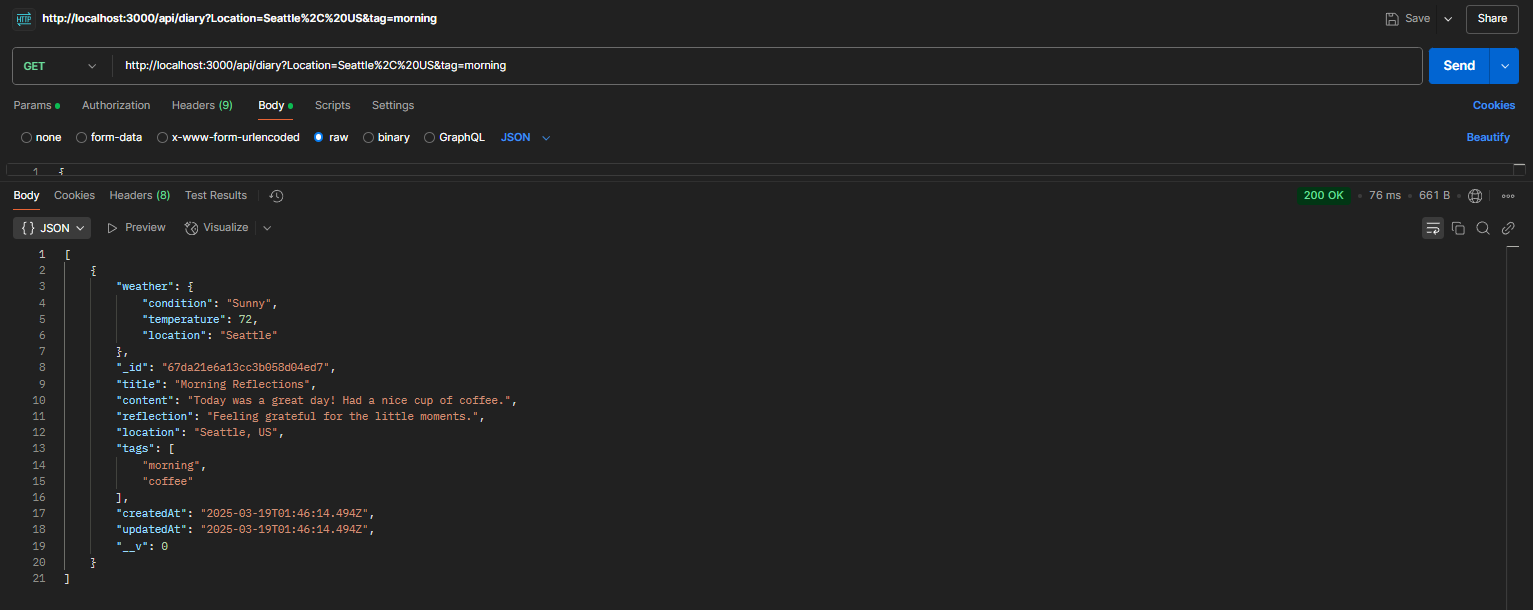 HTTP http://localhost:3000/api/diary?Location=Seattle%2C%20US&tag=morning Save Share
GET http://localhost:3000/api/diary?Location=Seattle%2C%20US&tag=morning Send
Params Authorization Headers (9) Body Scripts Settings Cookies
none form-data x-www-form-urlencoded raw binary GraphQL JSON Beautify
1 {
Body Cookies Headers (8) Test Results 200 OK 76 ms 661 B
{} JSON Preview Visualize
1 [
2 {
3 "weather": {
4 "condition": "Sunny",
5 "temperature": 72,
6 "location": "Seattle"
7 },
8 "_id": "67da21e6a13cc3b058d04ed7",
9 "title": "Morning Reflections",
10 "content": "Today was a great day! Had a nice cup of coffee.",
11 "reflection": "Feeling grateful for the little moments.",
12 "location": "Seattle, US",
13 "tags": [
14 "morning",
15 "coffee"
16 ],
17 "createdAt": "2025-03-19T01:46:14.494Z",
18 "updatedAt": "2025-03-19T01:46:14.494Z",
19 "__v": 0
20 }
21 ]